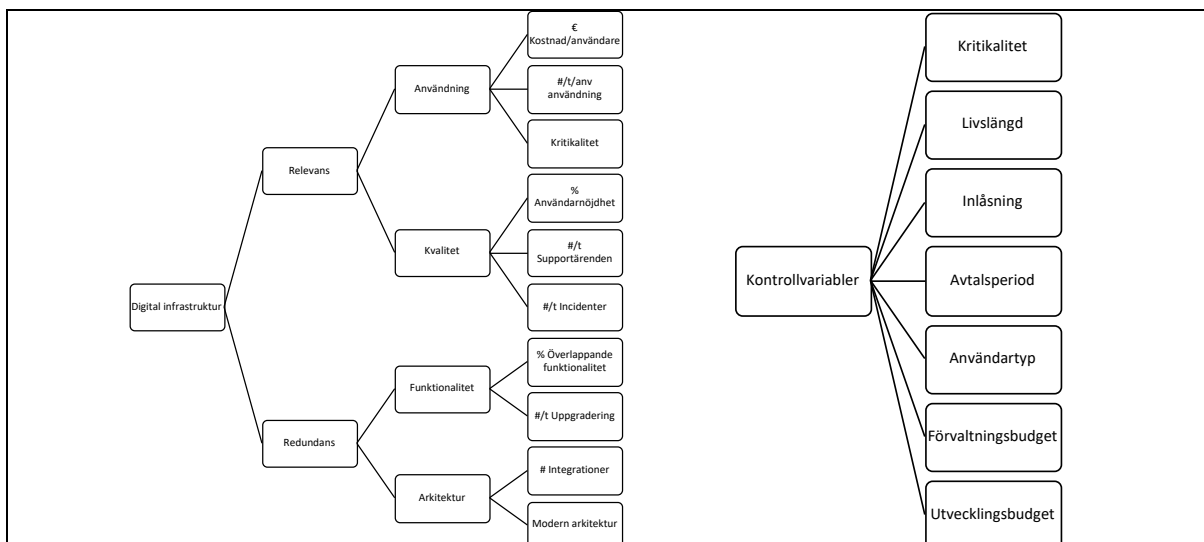 Digital infrastruktur
Relevans
Användning
€
Kostnad/användare
#/t/anv
användning
Kritikalitet
Kvalitet
%
Användarnöjdhet
#/t
Supportärenden
#/t Incidenter
Redundans
Funktionalitet
% Överlappande
funktionalitet
#/t Uppgradering
Arkitektur
# Integrationer
Modern arkitektur
Kontrollvariabler
Kritikalitet
Livslängd
Inlåsning
Avtalsperiod
Användartyp
Förvaltningsbudget
Utvecklingsbudget